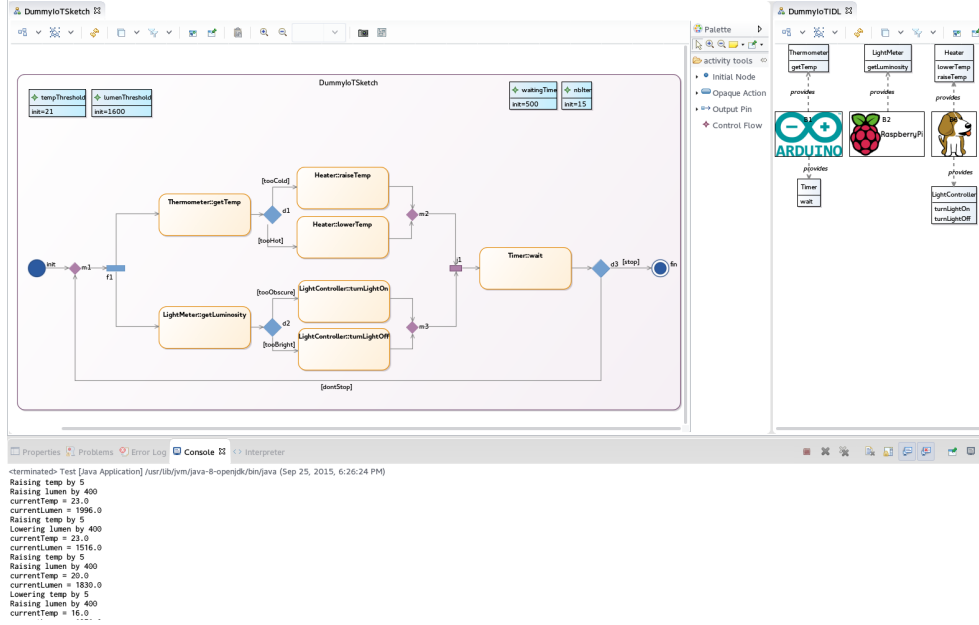 DummyIoTSketch
DummyIoTIDL
DummyIoTSketch
tempThreshold
init=21
lumenThreshold
init=1600
waitingTime
init=500
nbIter
init=15
[tooCold]
Heater::raiseTemp
Thermometer::getTemp
d1
m2
Heater::lowerTemp
[tooHot]
init
m1
f1
j1
Timer::wait
d3
[stop]
fin
[tooObscure]
LightController::turnLightOn
LightMeter::getLuminosity
d2
m3
[tooBright]
LightController::turnLightOff
[dontStop]
Palette
activity tools
Initial Node
Opaque Action
Output Pin
Control Flow
Thermometer
getTemp
LightMeter
getLuminosity
Heater
lowerTemp
raiseTemp
provides
provides
provides
B1
ARDUINO
B2
RaspberryPi
provides
provides
Timer
wait
LightController
turnLightOn
turnLightOff
Properties
Problems
Error Log
Console
Interpreter
<terminated> Test [Java Application] /usr/lib/jvm/java-8-openjdk/bin/java (Sep 25, 2015, 6:26:24 PM)
Raising temp by 5
Raising lumen by 400
currentTemp = 23.0
currentLumen = 1996.0
Raising temp by 5
Lowering lumen by 400
currentTemp = 23.0
currentLumen = 1516.0
Raising temp by 5
Raising lumen by 400
currentTemp = 20.0
currentLumen = 1830.0
Lowering temp by 5
Raising lumen by 400
currentTemp = 16.0